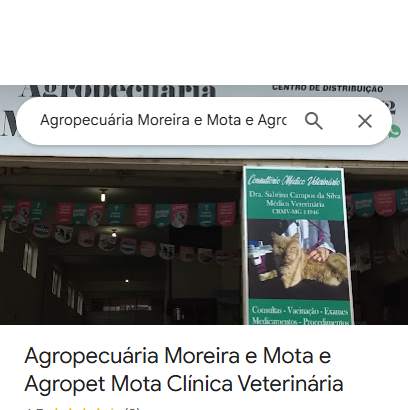 Agropecuária
CENTRO DE DISTRIBUIÇÃO
Agropecuária Moreira e Mota e Agro
Consultório Médico Veterinário
Dra. Sabrina Campos da Silva
Médica Veterinária
CRMV-MG 14946
Consultas - Vacinação - Exames
Medicamentos - Procedimentos
Agropecuária Moreira e Mota e
Agropet Mota Clínica Veterinária